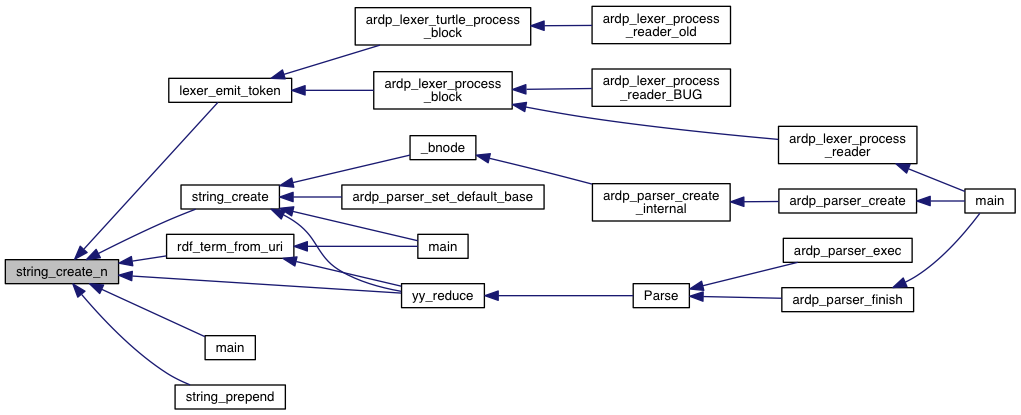 ardp_lexer_turtle_process
_block
ardp_lexer_process
_reader_old
lexer_emit_token
ardp_lexer_process
_block
ardp_lexer_process
_reader_BUG
ardp_lexer_process
_reader
_bnode
string_create
ardp_parser_set_default_base
ardp_parser_create
_internal
ardp_parser_create
main
rdf_term_from_uri
main
ardp_parser_exec
string_create_n
yy_reduce
Parse
ardp_parser_finish
main
string_prepend